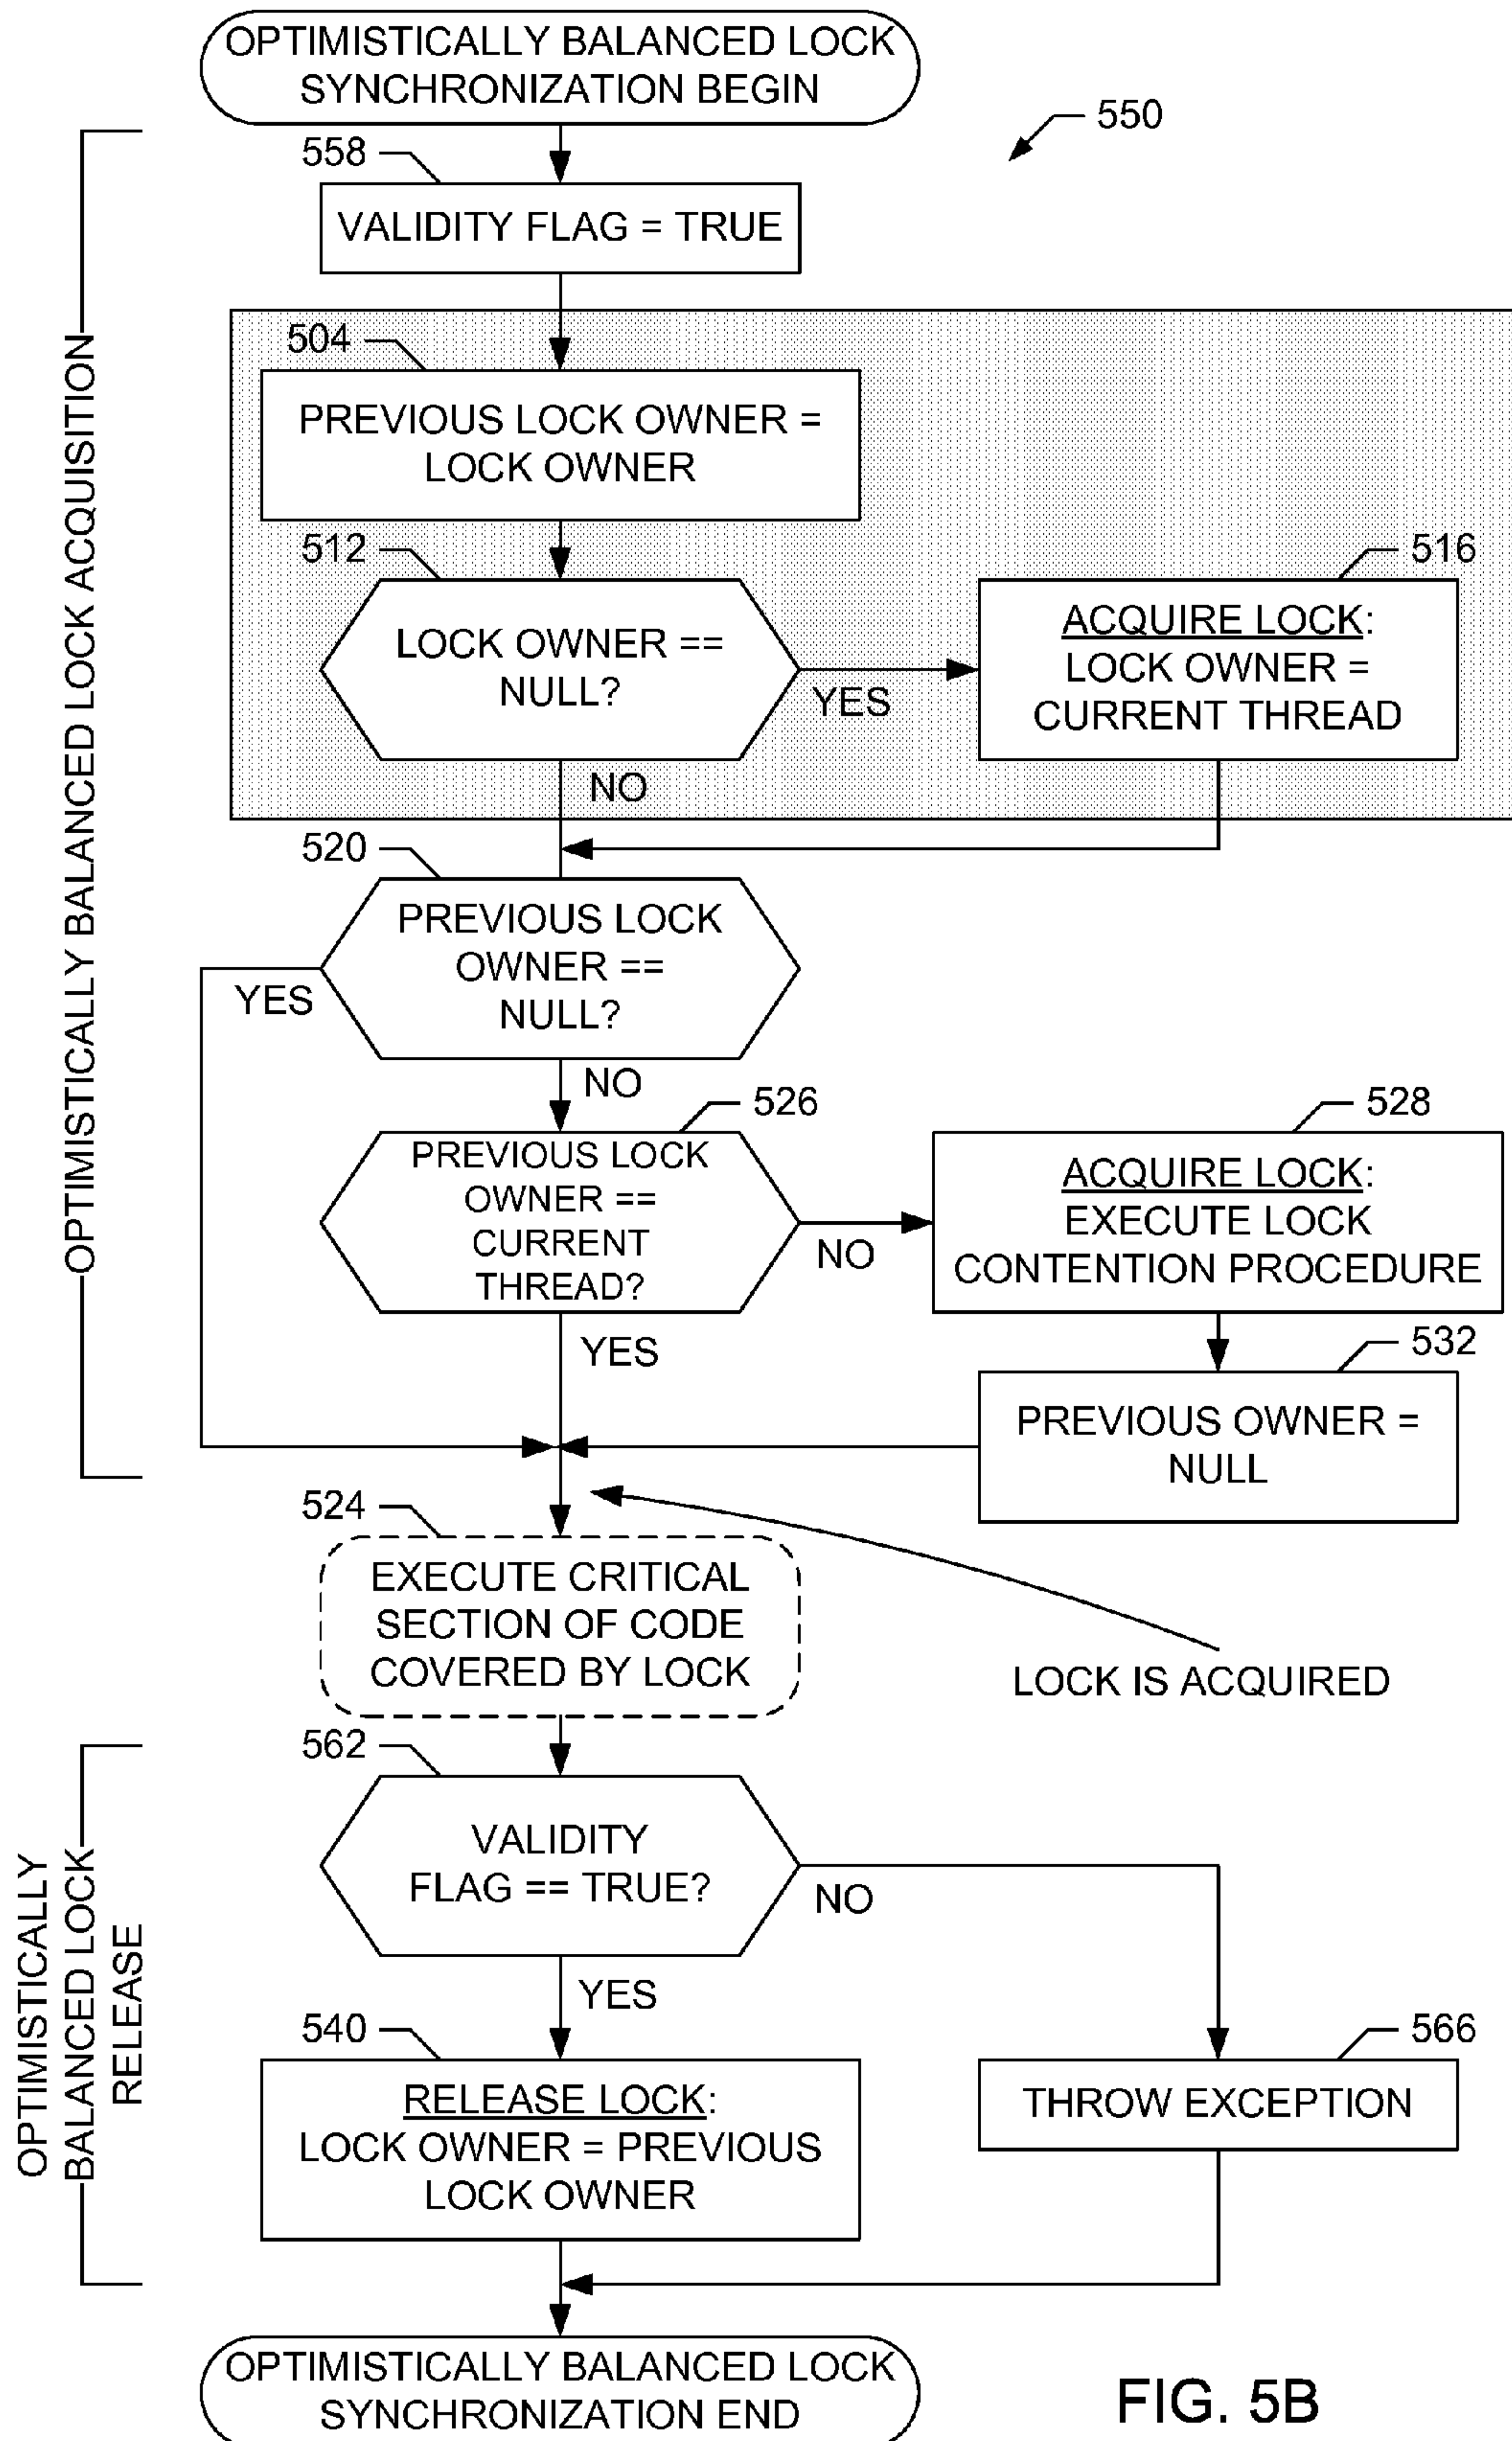 OPTIMISTICALLY BALANCED LOCK
SYNCHRONIZATION BEGIN
550
558
VALIDITY FLAG = TRUE
OPTIMISTICALLY BALANCED LOCK ACQUISITION
504
PREVIOUS LOCK OWNER =
LOCK OWNER
512
LOCK OWNER ==
NULL?
YES
NO
516
ACQUIRE LOCK:
LOCK OWNER =
CURRENT THREAD
520
PREVIOUS LOCK
OWNER ==
NULL?
YES
NO
526
PREVIOUS LOCK
OWNER ==
CURRENT
THREAD?
NO
YES
528
ACQUIRE LOCK:
EXECUTE LOCK
CONTENTION PROCEDURE
532
PREVIOUS OWNER =
NULL
524
EXECUTE CRITICAL
SECTION OF CODE
COVERED BY LOCK
LOCK IS ACQUIRED
OPTIMISTICALLY
BALANCED LOCK
RELEASE
562
VALIDITY
FLAG == TRUE?
NO
YES
540
RELEASE LOCK:
LOCK OWNER = PREVIOUS
LOCK OWNER
566
THROW EXCEPTION
OPTIMISTICALLY BALANCED LOCK
SYNCHRONIZATION END
FIG. 5B